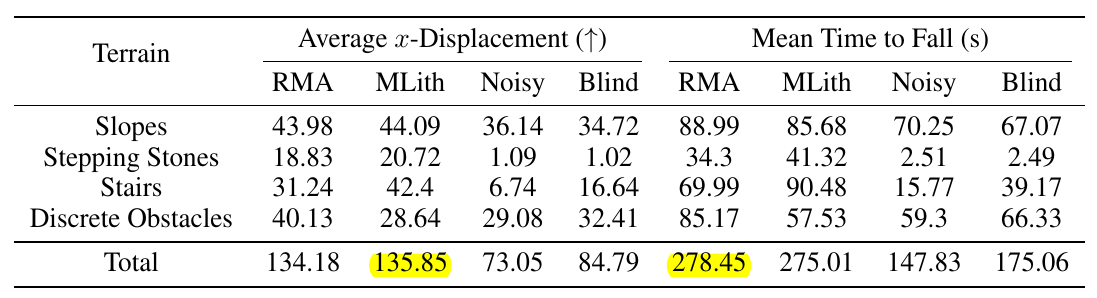 Terrain Average x-Displacement (↑) Mean Time to Fall (s)
RMA MLith Noisy Blind RMA MLith Noisy Blind
Slopes 43.98 44.09 36.14 34.72 88.99 85.68 70.25 67.07
Stepping Stones 18.83 20.72 1.09 1.02 34.3 41.32 2.51 2.49
Stairs 31.24 42.4 6.74 16.64 69.99 90.48 15.77 39.17
Discrete Obstacles 40.13 28.64 29.08 32.41 85.17 57.53 59.3 66.33
Total 134.18 135.85 73.05 84.79 278.45 275.01 147.83 175.06